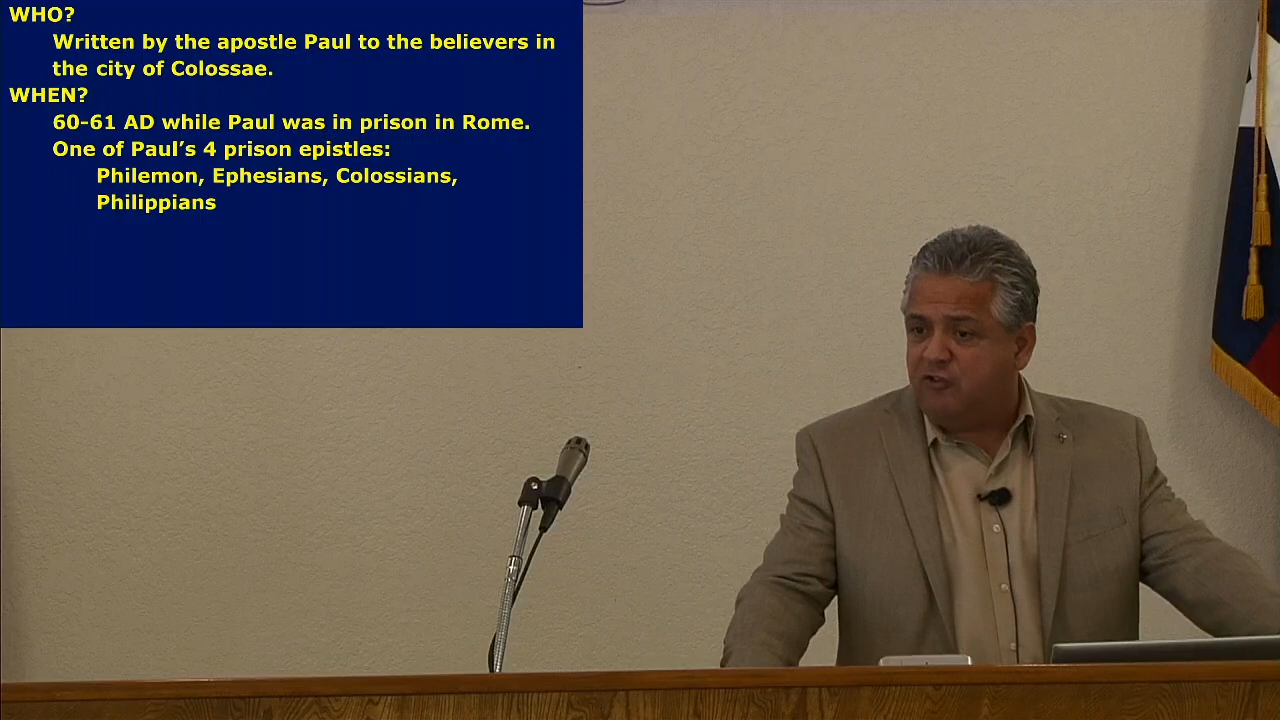 WHO?
Written by the apostle Paul to the believers in
the city of Colossae.
WHEN?
60-61 AD while Paul was in prison in Rome.
One of Paul’s 4 prison epistles:
Philemon, Ephesians, Colossians,
Philippians